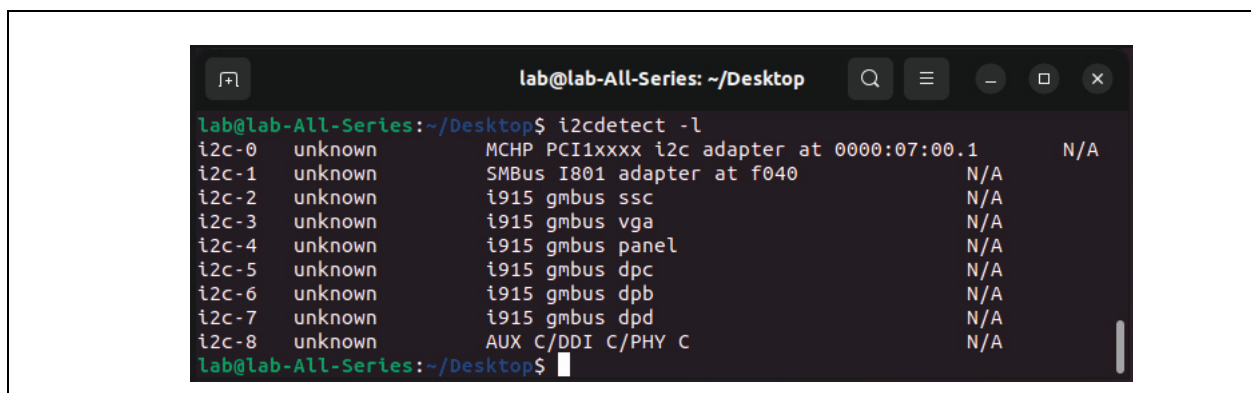 lab@lab-All-Series: ~/Desktop
lab@lab-All-Series:~/Desktop$ i2cdetect -l
i2c-0 unknown MCHP PCI1xxxx i2c adapter at 0000:07:00.1 N/A
i2c-1 unknown SMBus I801 adapter at f040 N/A
i2c-2 unknown i915 gmbus ssc N/A
i2c-3 unknown i915 gmbus vga N/A
i2c-4 unknown i915 gmbus panel N/A
i2c-5 unknown i915 gmbus dpc N/A
i2c-6 unknown i915 gmbus dpb N/A
i2c-7 unknown i915 gmbus dpd N/A
i2c-8 unknown AUX C/DDI C/PHY C N/A
lab@lab-All-Series:~/Desktop$